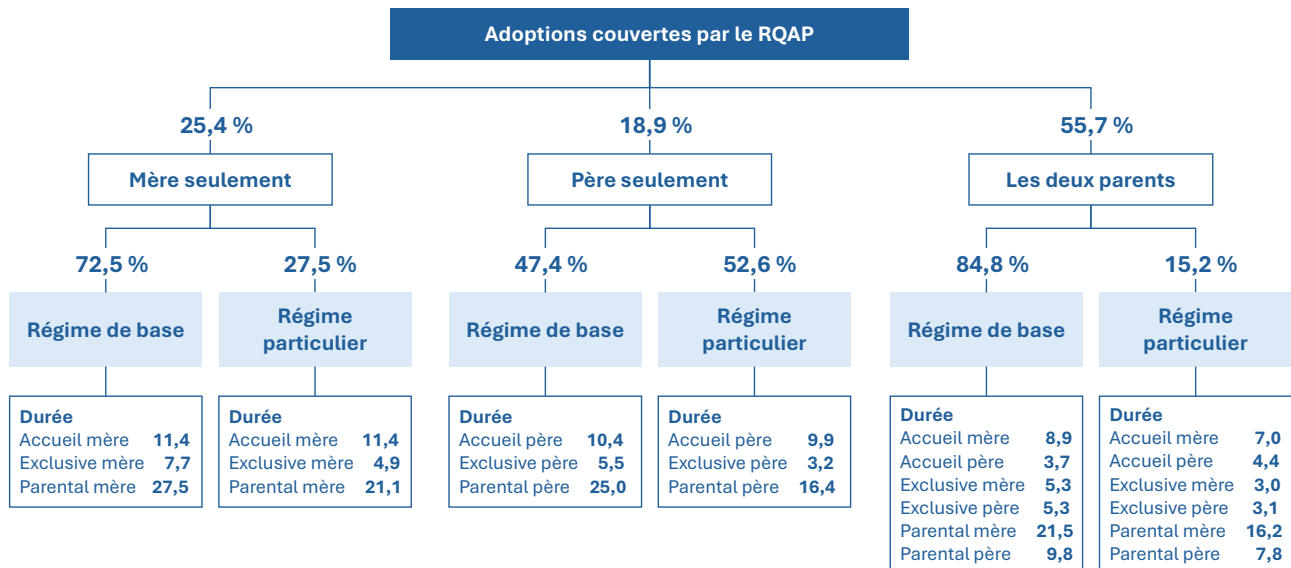 Adoptions couvertes par le RQAP
25,4 %
18,9 %
55,7 %
Mère seulement
Père seulement
Les deux parents
72,5 %
27,5 %
47,4 %
52,6 %
84,8 %
15,2 %
Régime de base
Régime
particulier
Régime de base
Régime
particulier
Régime de base
Régime
particulier
Durée
Accueil mère 11,4
Exclusive mère 7,7
Parental mère 27,5
Durée
Accueil mère 11,4
Exclusive mère 4,9
Parental mère 21,1
Durée
Accueil père 10,4
Exclusive père 5,5
Parental père 25,0
Durée
Accueil père 9,9
Exclusive père 3,2
Parental père 16,4
Durée
Accueil mère 8,9
Accueil père 3,7
Exclusive mère 5,3
Exclusive père 5,3
Parental mère 21,5
Parental père 9,8
Durée
Accueil mère 7,0
Accueil père 4,4
Exclusive mère 3,0
Exclusive père 3,1
Parental mère 16,2
Parental père 7,8